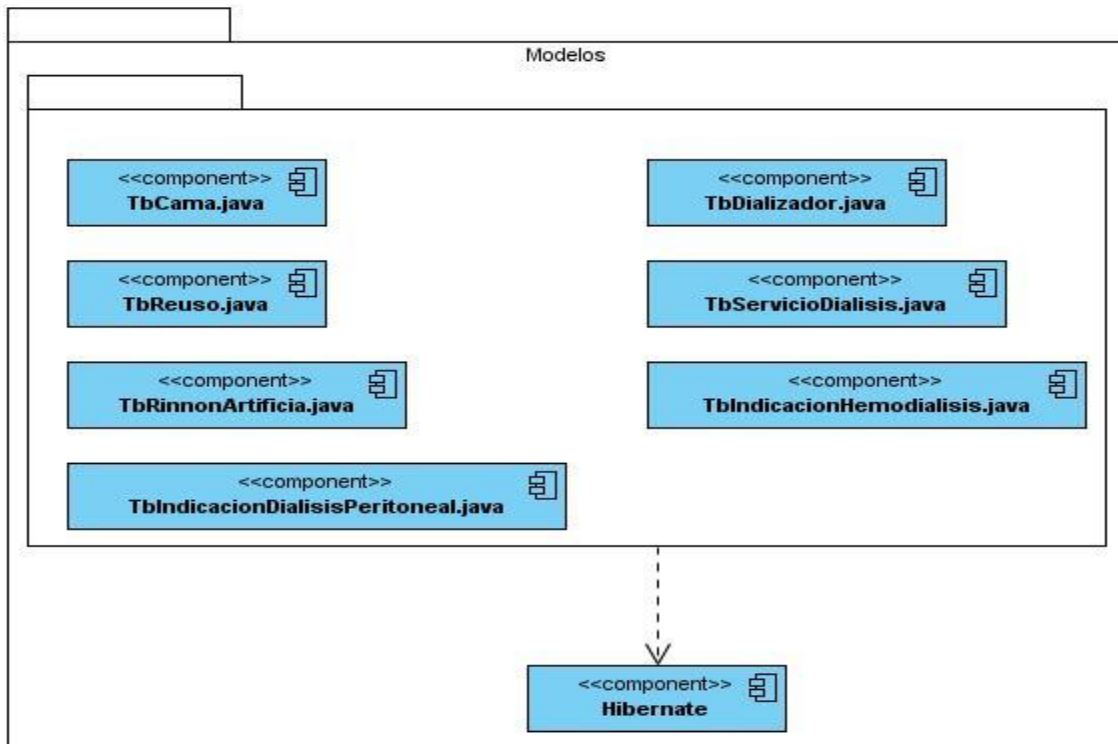 Modelos
<<component>>
TbCama.java
<<component>>
TbDializador.java
<<component>>
TbReuso.java
<<component>>
TbServicioDialisis.java
<<component>>
TbRinnonArtificia.java
<<component>>
TbIndicacionHemodialisis.java
<<component>>
TbIndicacionDialisisPeritoneal.java
<<component>>
Hibernate